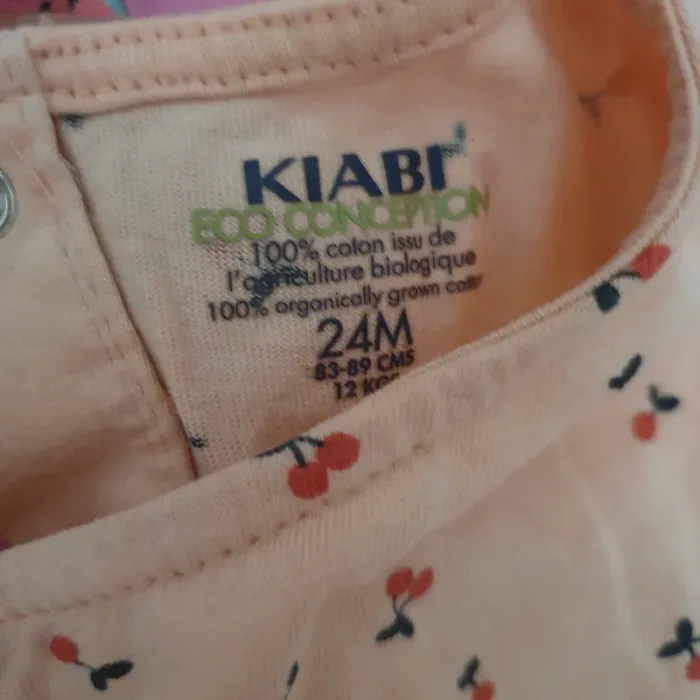 KIABI
ECO CONCEPTION
100% coton issu de
l'agriculture biologique
100% organically grown
24M
83-89 CMS
12 KGS